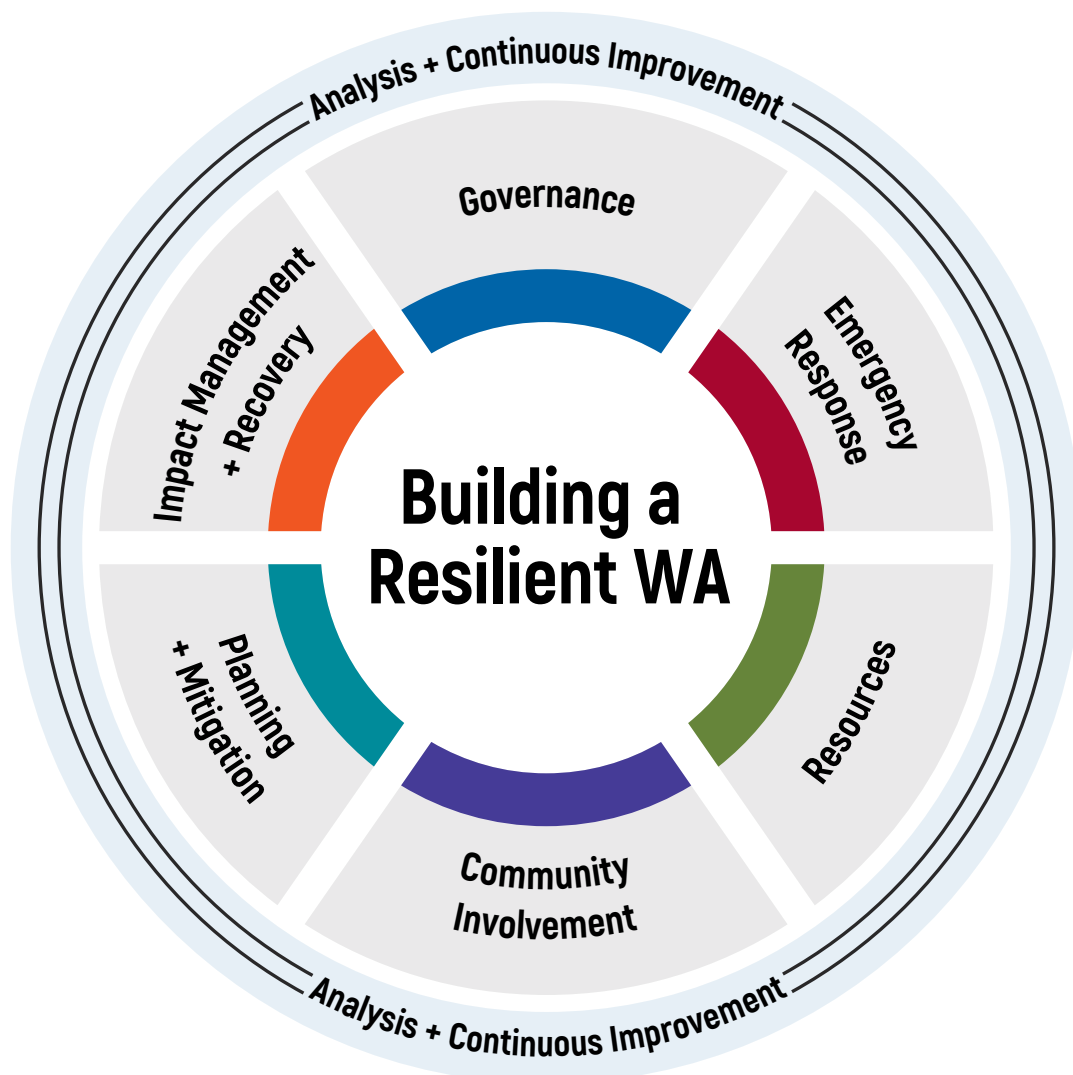 Analysis + Continuous Improvement
Governance
Emergency
Response
Resources
Community
Involvement
Planning
+ Mitigation
Impact Management
+ Recovery
Building a
Resilient WA
Analysis + Continuous Improvement